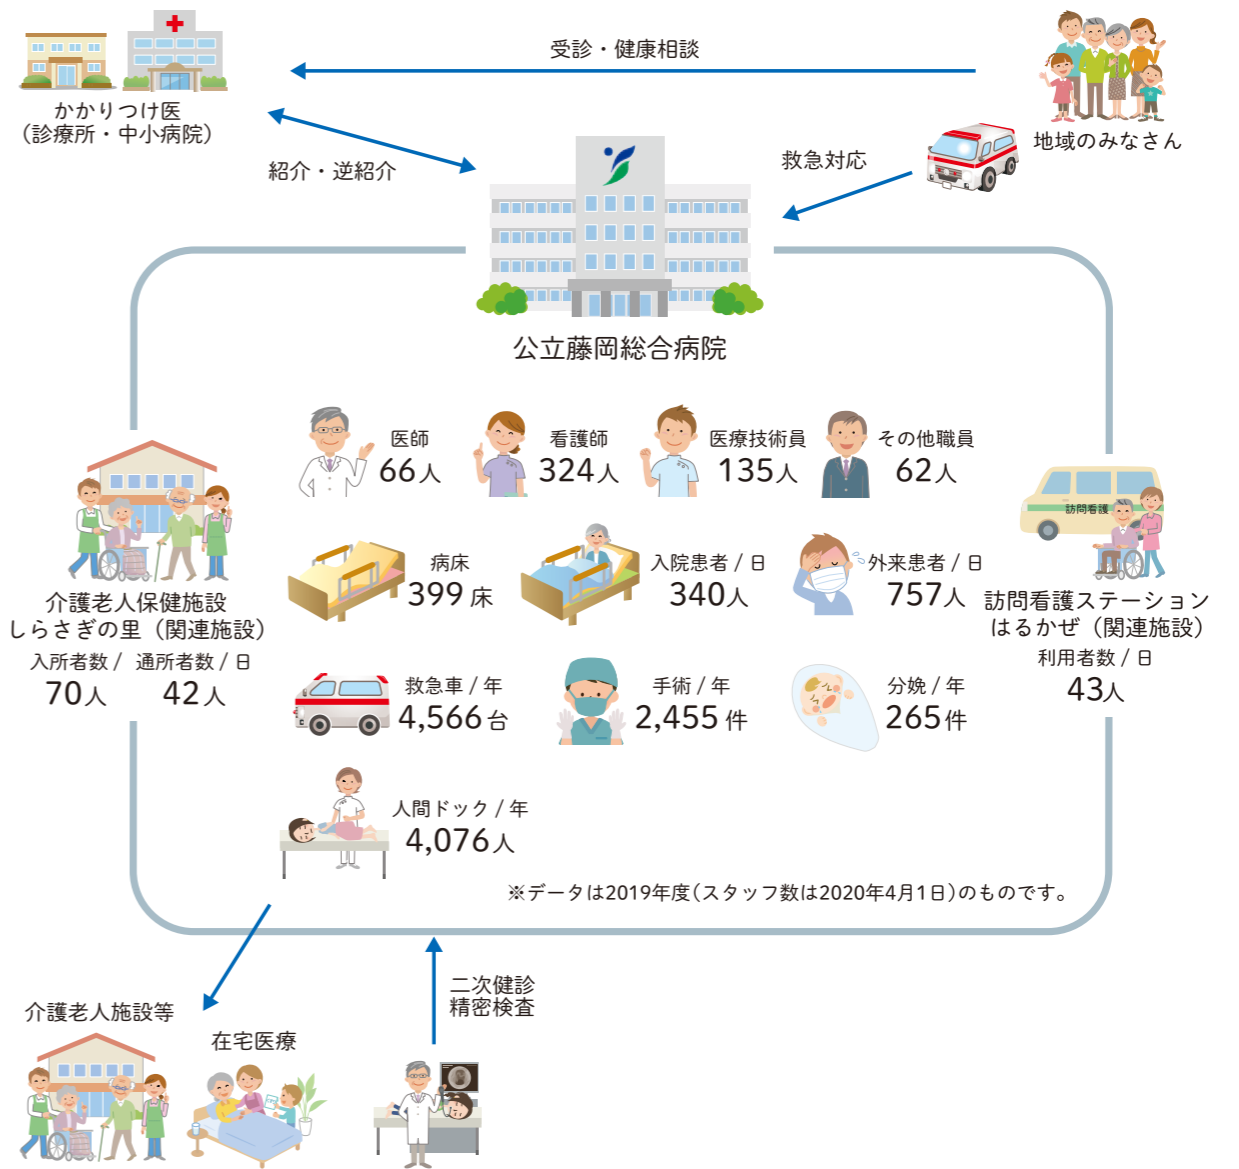 受診・健康相談
かかりつけ医
（診療所・中小病院）
地域のみなさん
紹介・逆紹介
救急対応
公立藤岡総合病院
医師
66人
看護師
324人
医療技術員
135人
その他職員
62人
病床
399床
入院患者 / 日
340人
外来患者 / 日
757人
救急車 / 年
4,566台
手術 / 年
2,455件
分娩 / 年
265件
人間ドック / 年
4,076人
介護老人保健施設
しらさぎの里（関連施設）
入所者数 / 通所者数 / 日
70人 42人
訪問看護
訪問看護ステーション
はるかぜ（関連施設）
利用者数 / 日
43人
※データは2019年度（スタッフ数は2020年4月1日）のものです。
介護老人施設等
在宅医療
二次健診
精密検査